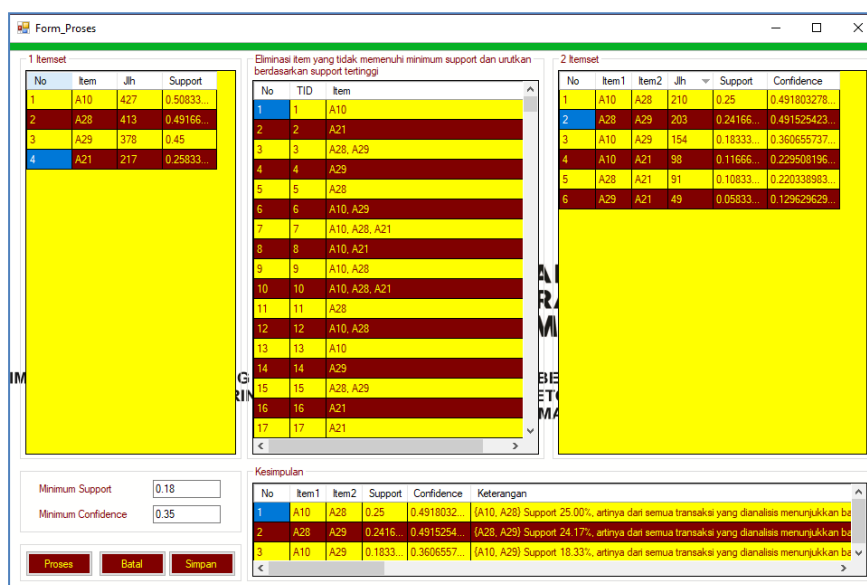 Form_Proses
1 Itemset
No Item Jlh Support
1 A10 427 0.50833...
2 A28 413 0.49166...
3 A29 378 0.45
4 A21 217 0.25833...
Eliminasi item yang tidak memenuhi minimum support dan urutkan
berdasarkan support tertinggi
No TID Item
1 1 A10
2 2 A21
3 3 A28, A29
4 4 A29
5 5 A28
6 6 A10, A29
7 7 A10, A28, A21
8 8 A10, A21
9 9 A10, A28
10 10 A10, A28, A21
11 11 A28
12 12 A10, A28
13 13 A10
14 14 A29
15 15 A28, A29
16 16 A21
17 17 A21
2 Itemset
No Item1 Item2 Jlh Support Confidence
1 A10 A28 210 0.25 0.491803278...
2 A28 A29 203 0.24166... 0.491525423...
3 A10 A29 154 0.18333... 0.360655737...
4 A10 A21 98 0.11666... 0.229508196...
5 A28 A21 91 0.10833... 0.220338983...
6 A29 A21 49 0.05833... 0.129629629...
Minimum Support 0.18
Minimum Confidence 0.35
Proses Batal Simpan
Kesimpulan
No Item1 Item2 Support Confidence Keterangan
1 A10 A28 0.25 0.4918032... {A10, A28} Support 25.00%, artinya dari semua transaksi yang dianalisis menunjukkan ba
2 A28 A29 0.2416... 0.4915254... {A28, A29} Support 24.17%, artinya dari semua transaksi yang dianalisis menunjukkan ba
3 A10 A29 0.1833... 0.3606557... {A10, A29} Support 18.33%, artinya dari semua transaksi yang dianalisis menunjukkan ba